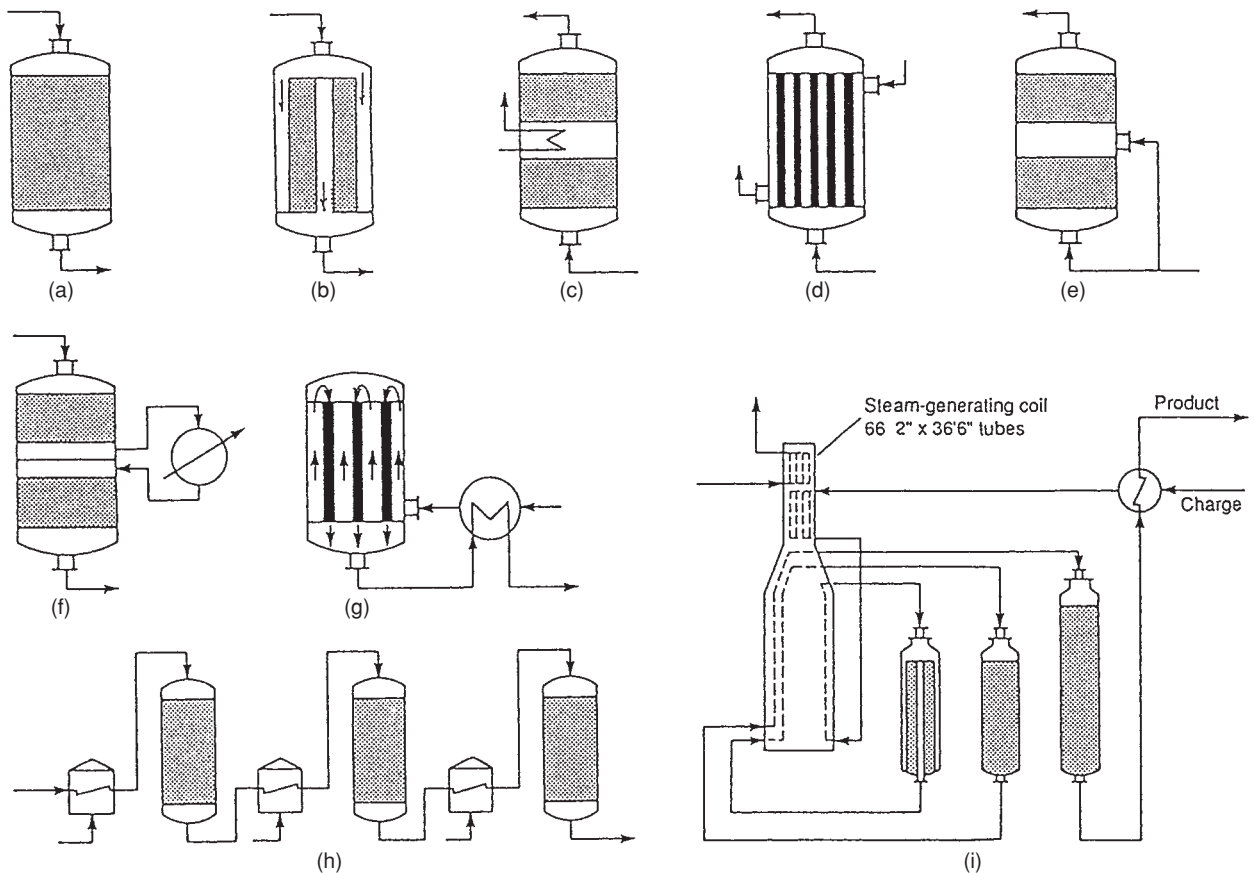 (a)
(b)
(c)
(d)
(e)
(f)
(g)
Steam-generating coil
66 2" x 36'6" tubes
Product
Charge
(h)
(i)